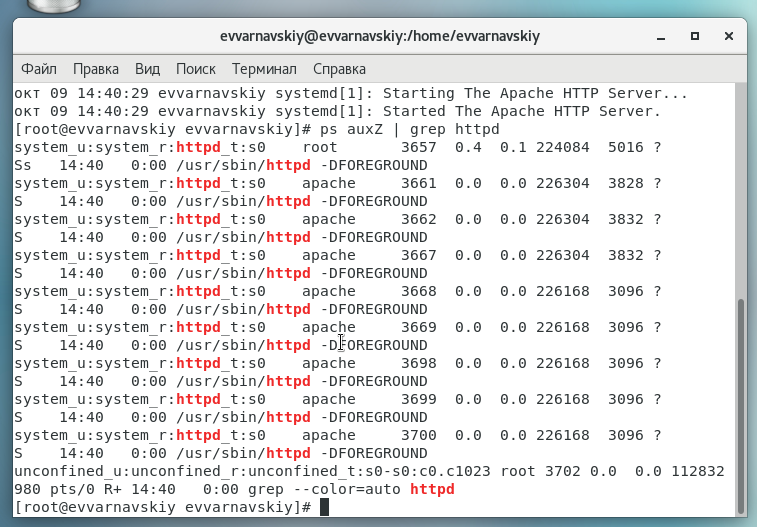 evvarnavskiy@evvarnavskiy:/home/evvarnavskiy
Файл Правка Вид Поиск Терминал Справка
окт 09 14:40:29 evvarnavskiy systemd[1]: Starting The Apache HTTP Server...
окт 09 14:40:29 evvarnavskiy systemd[1]: Started The Apache HTTP Server.
[root@evvarnavskiy evvarnavskiy]# ps auxZ | grep httpd
system_u:system_r:httpd_t:s0    root       3657  0.4  0.1 224084  5016 ?
Ss   14:40   0:00 /usr/sbin/httpd -DFOREGROUND
system_u:system_r:httpd_t:s0    apache     3661  0.0  0.0 226304  3828 ?
S    14:40   0:00 /usr/sbin/httpd -DFOREGROUND
system_u:system_r:httpd_t:s0    apache     3662  0.0  0.0 226304  3832 ?
S    14:40   0:00 /usr/sbin/httpd -DFOREGROUND
system_u:system_r:httpd_t:s0    apache     3667  0.0  0.0 226304  3832 ?
S    14:40   0:00 /usr/sbin/httpd -DFOREGROUND
system_u:system_r:httpd_t:s0    apache     3668  0.0  0.0 226168  3096 ?
S    14:40   0:00 /usr/sbin/httpd -DFOREGROUND
system_u:system_r:httpd_t:s0    apache     3669  0.0  0.0 226168  3096 ?
S    14:40   0:00 /usr/sbin/httpd -DFOREGROUND
system_u:system_r:httpd_t:s0    apache     3698  0.0  0.0 226168  3096 ?
S    14:40   0:00 /usr/sbin/httpd -DFOREGROUND
system_u:system_r:httpd_t:s0    apache     3699  0.0  0.0 226168  3096 ?
S    14:40   0:00 /usr/sbin/httpd -DFOREGROUND
system_u:system_r:httpd_t:s0    apache     3700  0.0  0.0 226168  3096 ?
S    14:40   0:00 /usr/sbin/httpd -DFOREGROUND
unconfined_u:unconfined_r:unconfined_t:s0-s0:c0.c1023 root 3702 0.0  0.0 112832
980 pts/0 R+ 14:40   0:00 grep --color=auto httpd
[root@evvarnavskiy evvarnavskiy]#